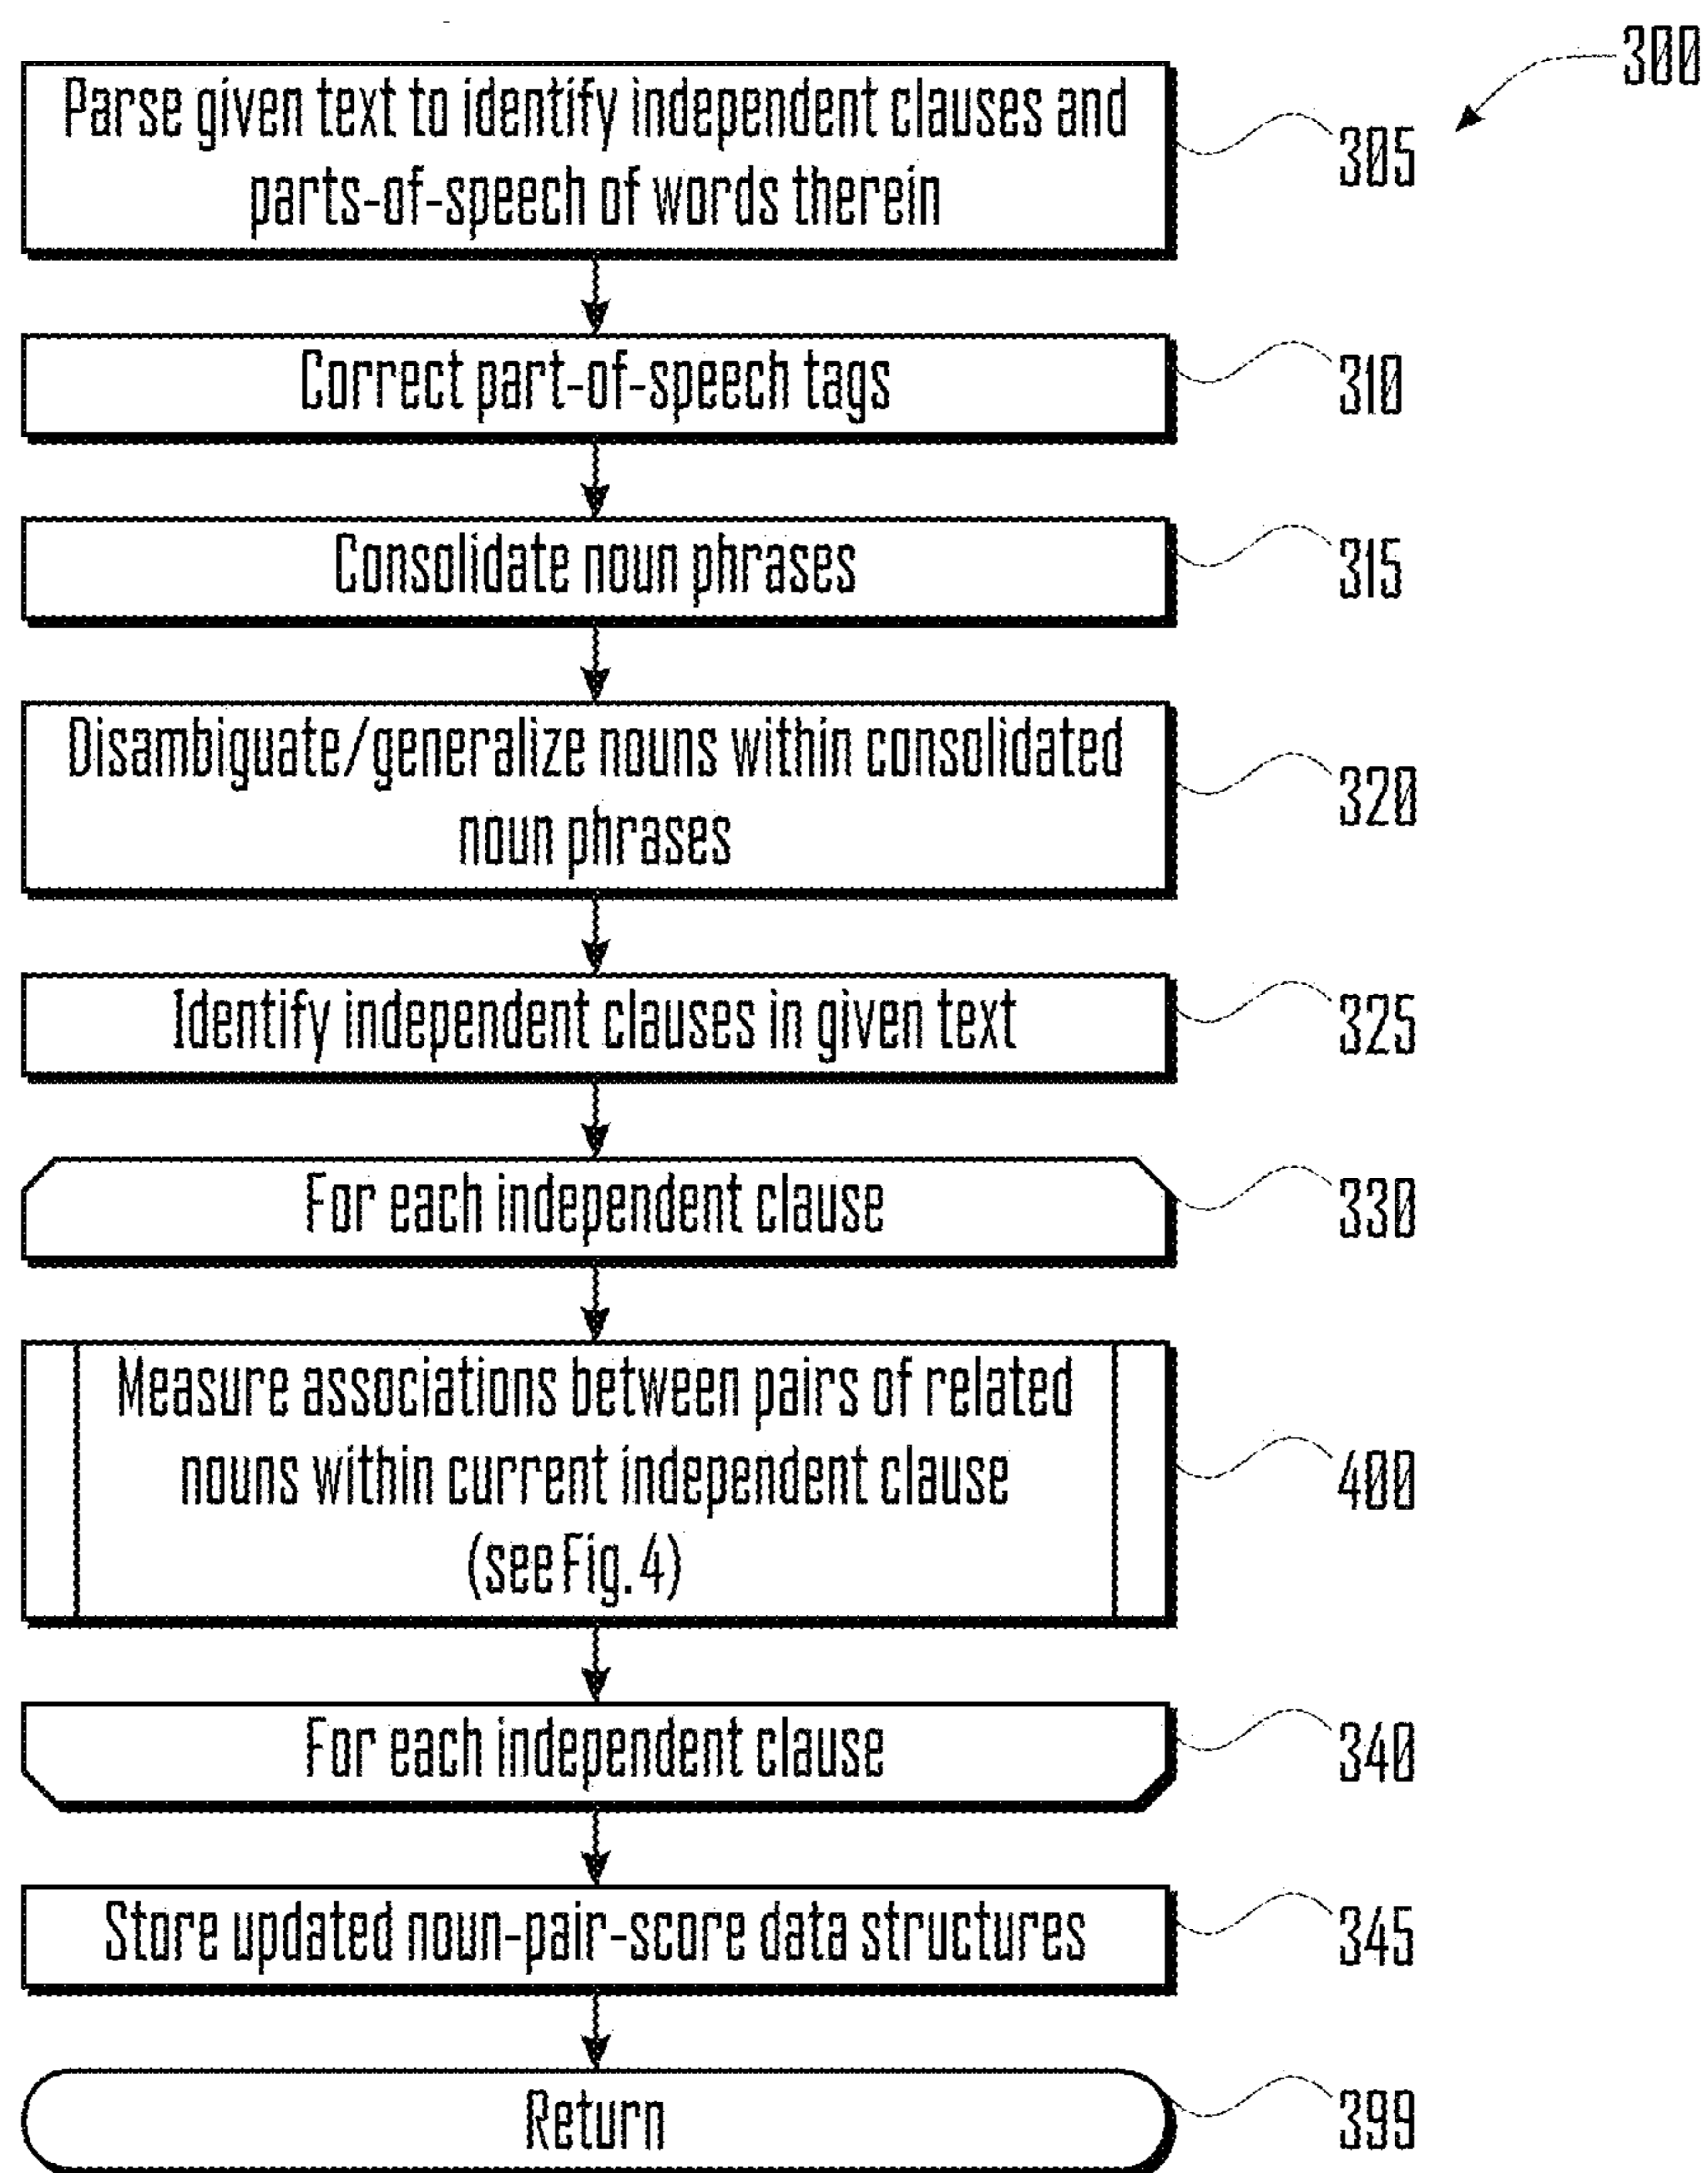 300
Parse given text to identify independent clauses and
parts-of-speech of words therein
305
Correct part-of-speech tags
310
Consolidate noun phrases
315
Disambiguate/generalize nouns within consolidated
noun phrases
320
Identify independent clauses in given text
325
For each independent clause
330
Measure associations between pairs of related
nouns within current independent clause
(see Fig. 4)
400
For each independent clause
340
Store updated noun-pair-score data structures
345
Return
399